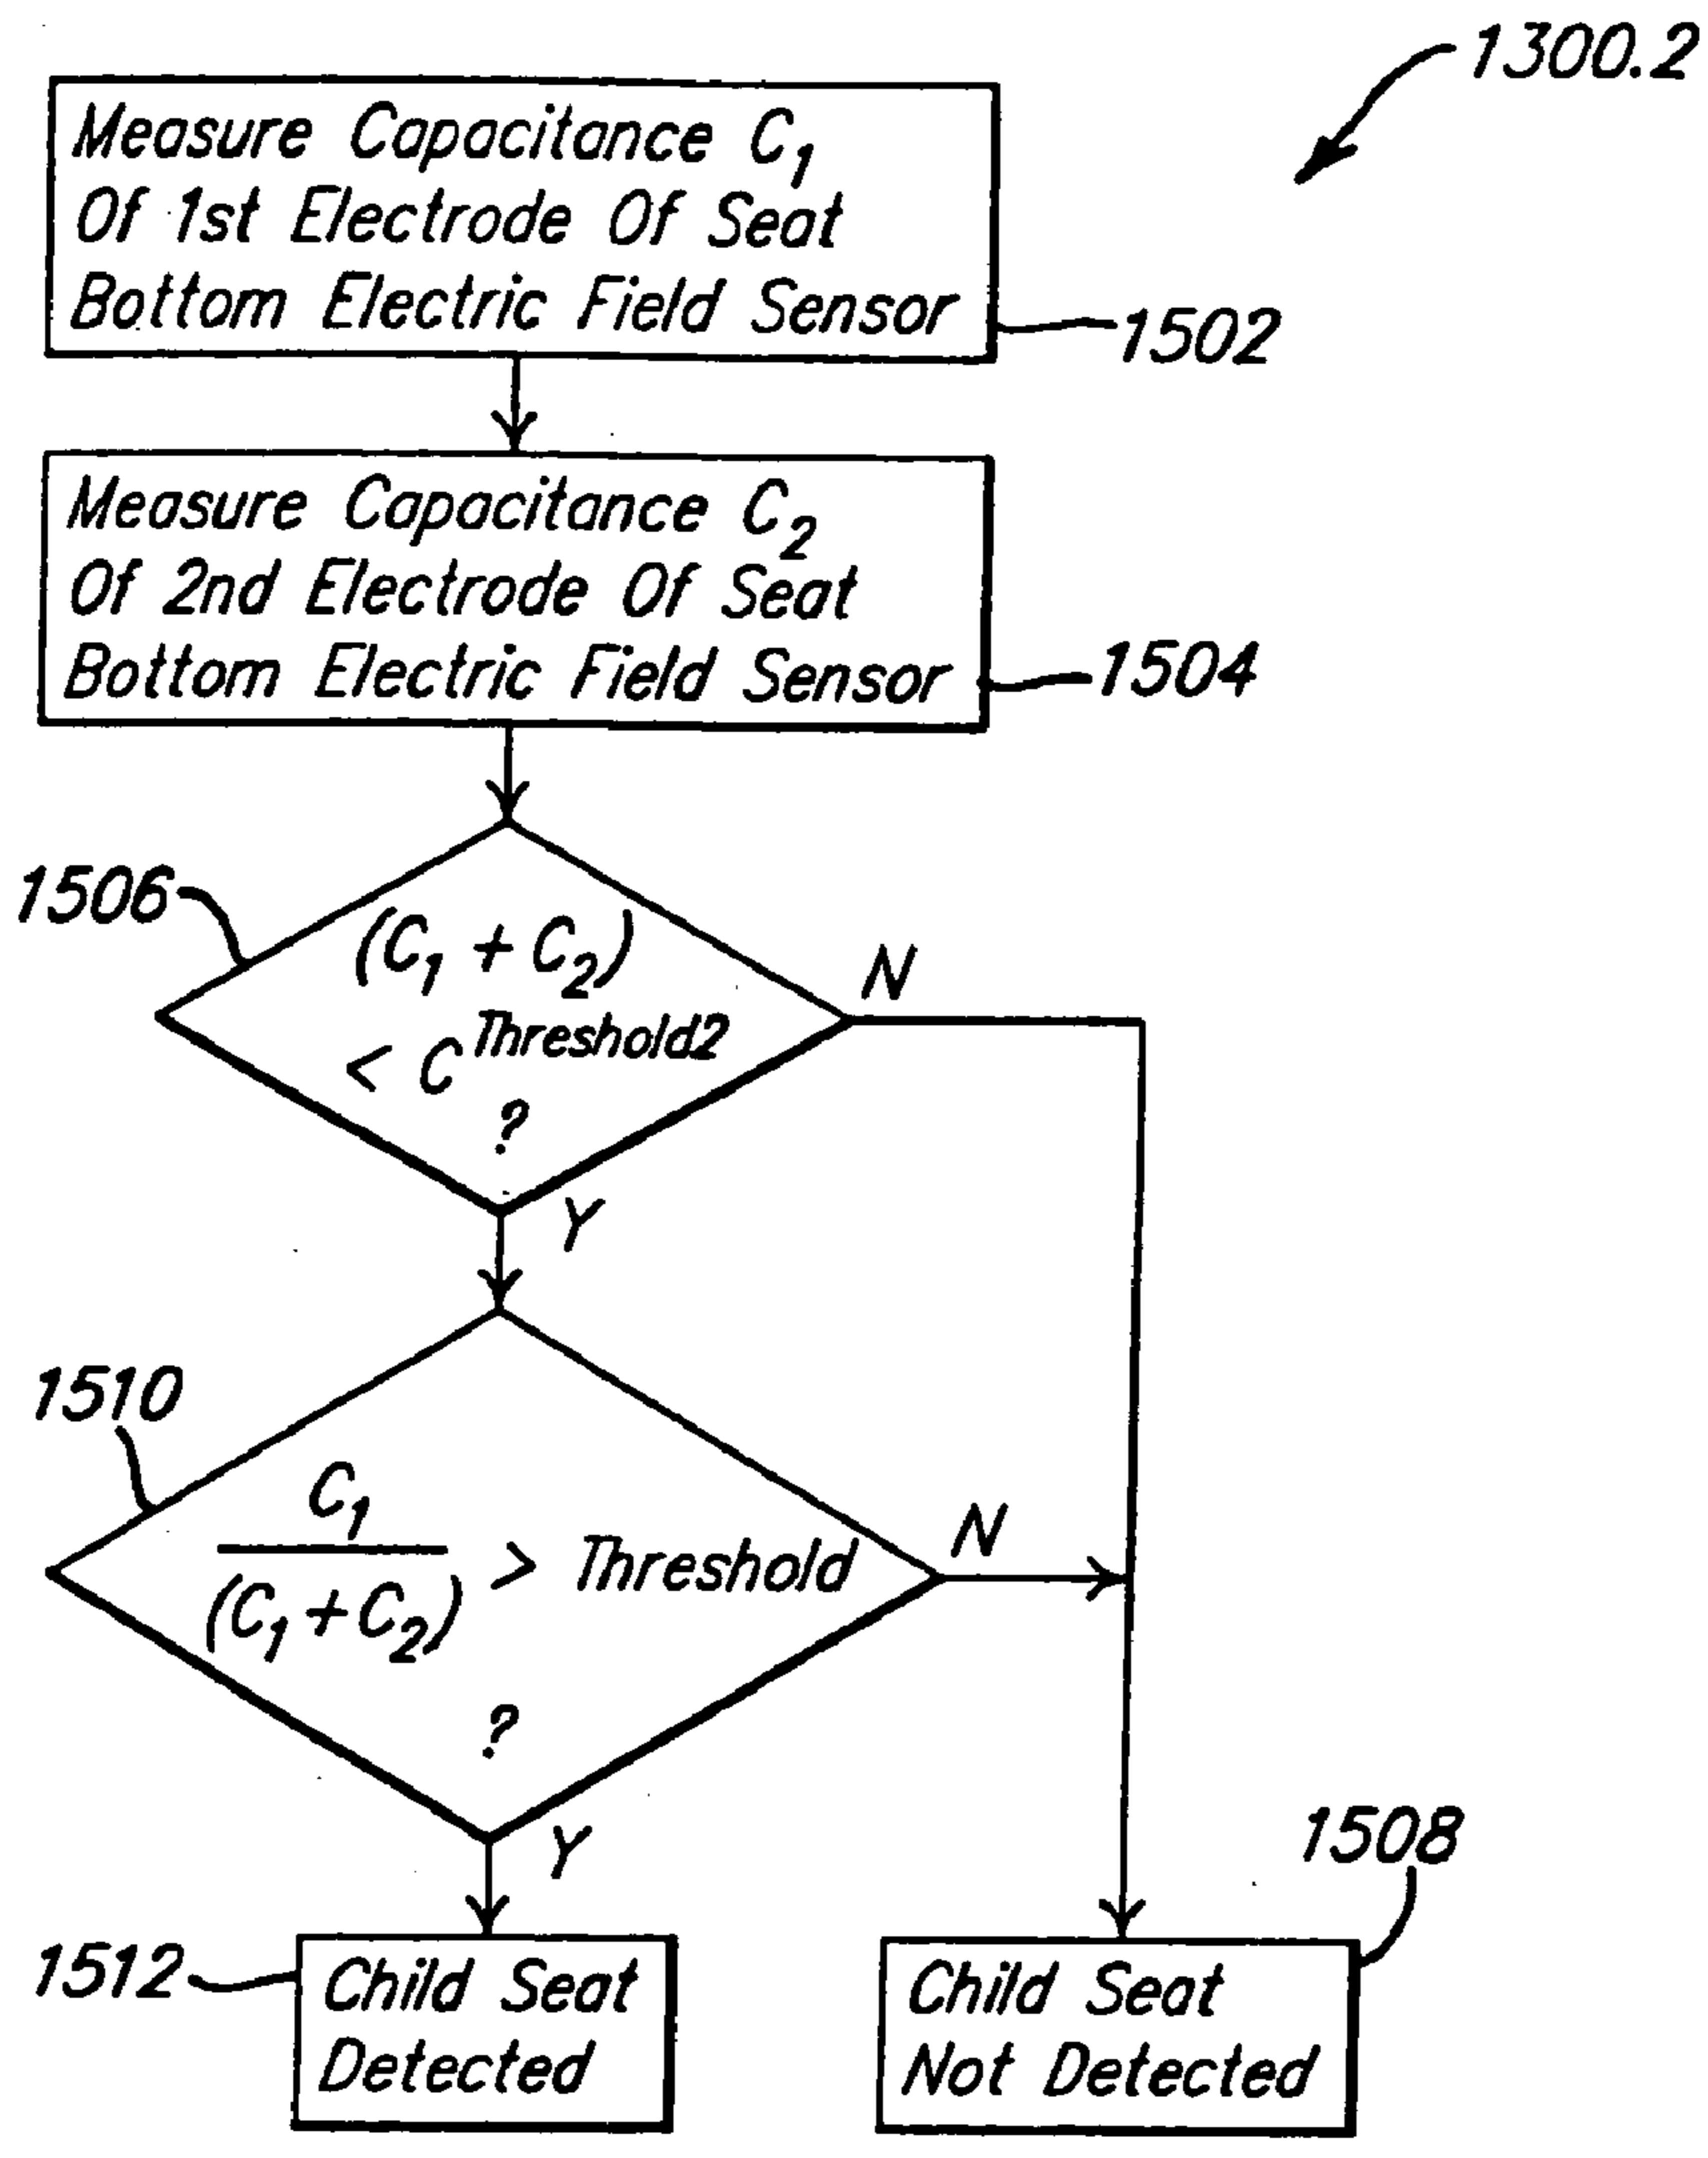 1300.2
Measure Capacitance C1
Of 1st Electrode Of Seat
Bottom Electric Field Sensor
1502
Measure Capacitance C2
Of 2nd Electrode Of Seat
Bottom Electric Field Sensor
1504
1506
(C1 + C2)
< C Threshold2
?
N
Y
1510
C1
(C1+C2)
> Threshold
?
N
Y
1508
1512
Child Seat
Detected
Child Seat
Not Detected